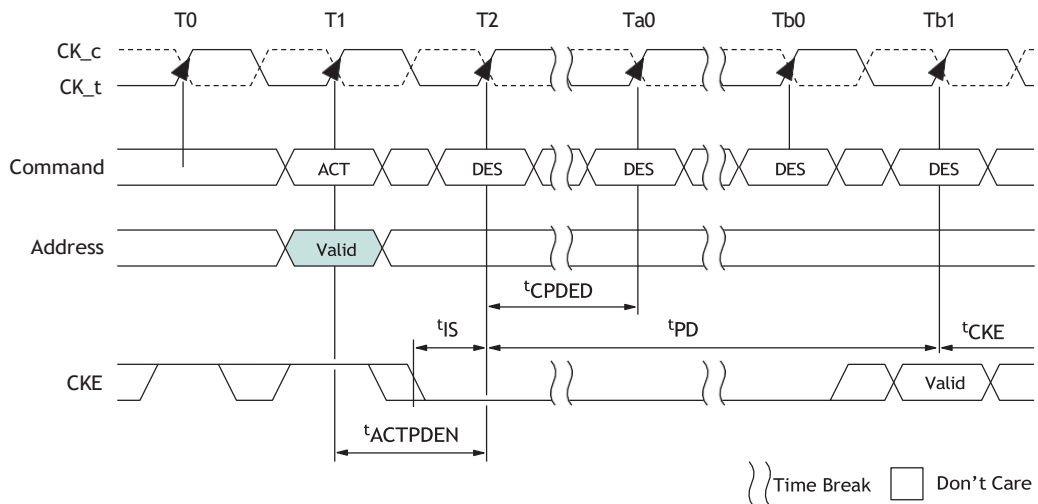 T0 T1 T2 Ta0 Tb0 Tb1
CK_c
CK_t
Command ACT DES DES DES DES
Address Valid
tCPDED
tIS tPD tCKE
CKE Valid
tACTPDEN
Time Break Don't Care